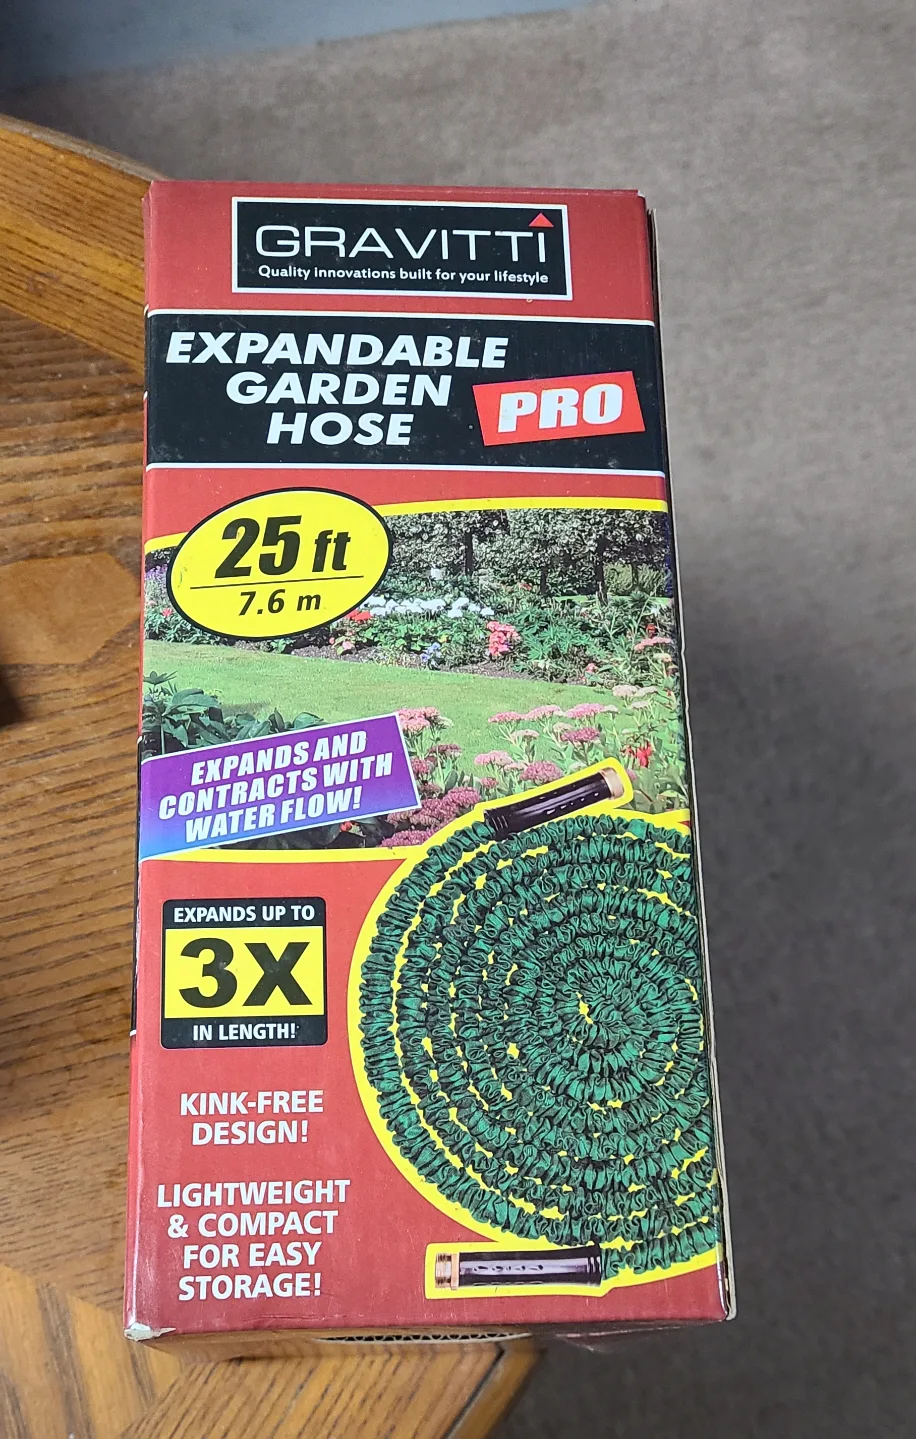 GRAVITTI
Quality innovations built for your lifestyle
EXPANDABLE
GARDEN
HOSE
PRO
25 ft
7.6 m
EXPANDS AND
CONTRACTS WITH
WATER FLOW!
EXPANDS UP TO
3X
IN LENGTH!
KINK-FREE
DESIGN!
LIGHTWEIGHT
& COMPACT
FOR EASY
STORAGE!